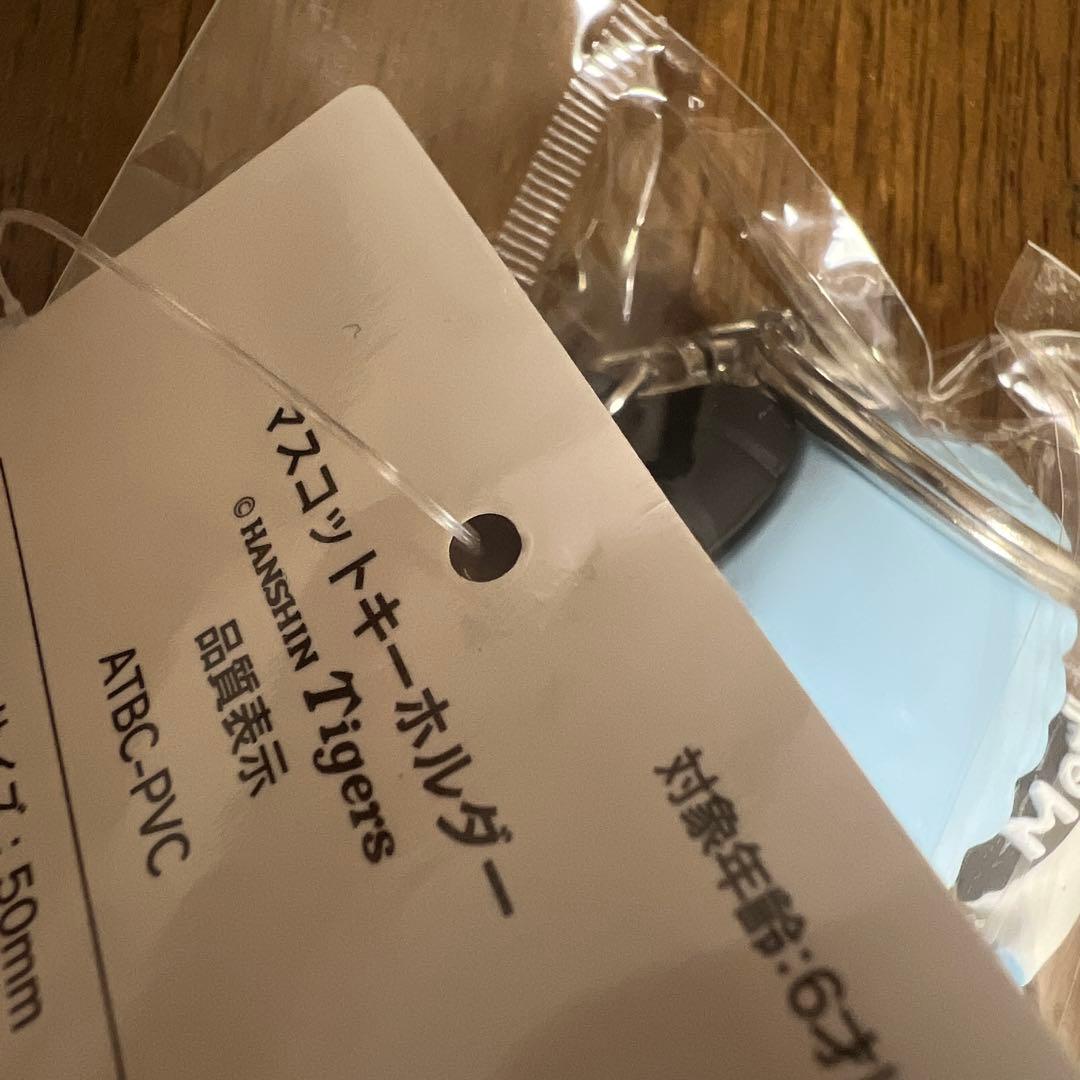 マスコットキーホルダー
©HANSHIN Tigers
品質表示
ATBC-PVC
サイズ:50mm
対象年齢:6才